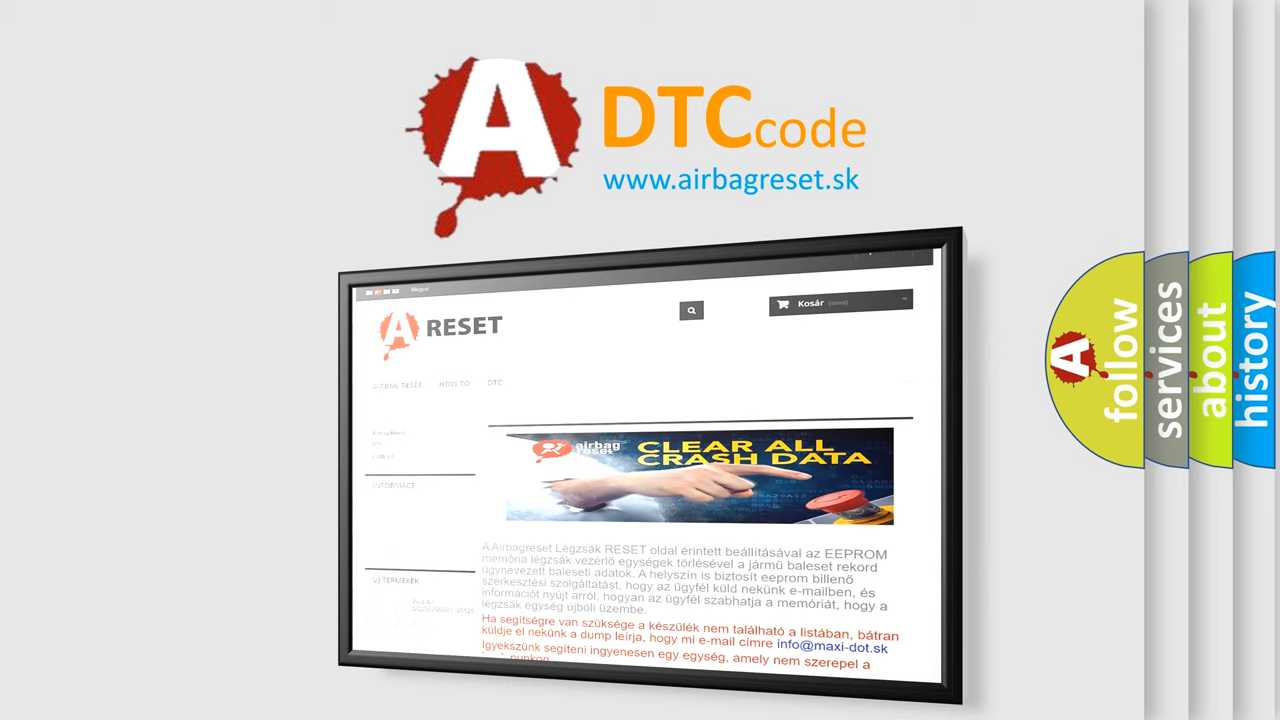 A
DTCcode
www.airbagreset.sk
Magyar
Kosár (üres)
A RESET
AIRBAG RESET HOW TO DTC
INFORMACE
ÚJ TERMÉKEK
airbag
reset
CLEAR ALL
CRASH DATA
A Airbagreset Légzsák RESET oldal érintett beállításával az EEPROM
memória légzsák vezérlő egységek törlésével a jármű baleset rekord
úgynevezett baleseti adatok. A helyszín is biztosít eeprom billenő
szerkesztési szolgáltatást, hogy az ügyfél küld nekünk e-mailben, és
információt nyújt arról, hogyan az ügyfél szabhatja a memóriát, hogy a
légzsák egység újbóli üzembe.
Ha segítségre van szüksége a készülék nem található a listában, bátran
küldje el nekünk a dump leírja, hogy mi e-mail címre info@maxi-dot.sk
Igyekszünk segíteni ingyenesen egy egység, amely nem szerepel a
A
follow
services
about
history